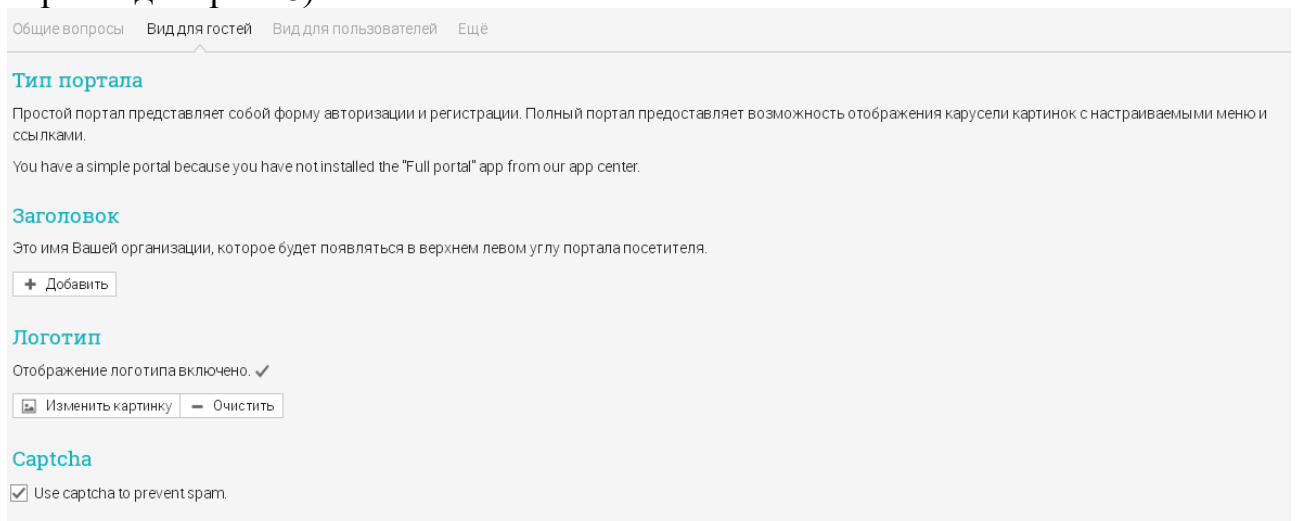 Общие вопросы Вид для гостей Вид для пользователей Ещё
Тип портала
Простой портал представляет собой форму авторизации и регистрации. Полный портал предоставляет возможность отображения карусели картинок с настраиваемыми меню и
ссылками.
You have a simple portal because you have not installed the "Full portal" app from our app center.
Заголовок
Это имя Вашей организации, которое будет появляться в верхнем левом углу портала посетителя.
Добавить
Логотип
Отображение логотипа включено.
Изменить картинку Очистить
Captcha
Use captcha to prevent spam.